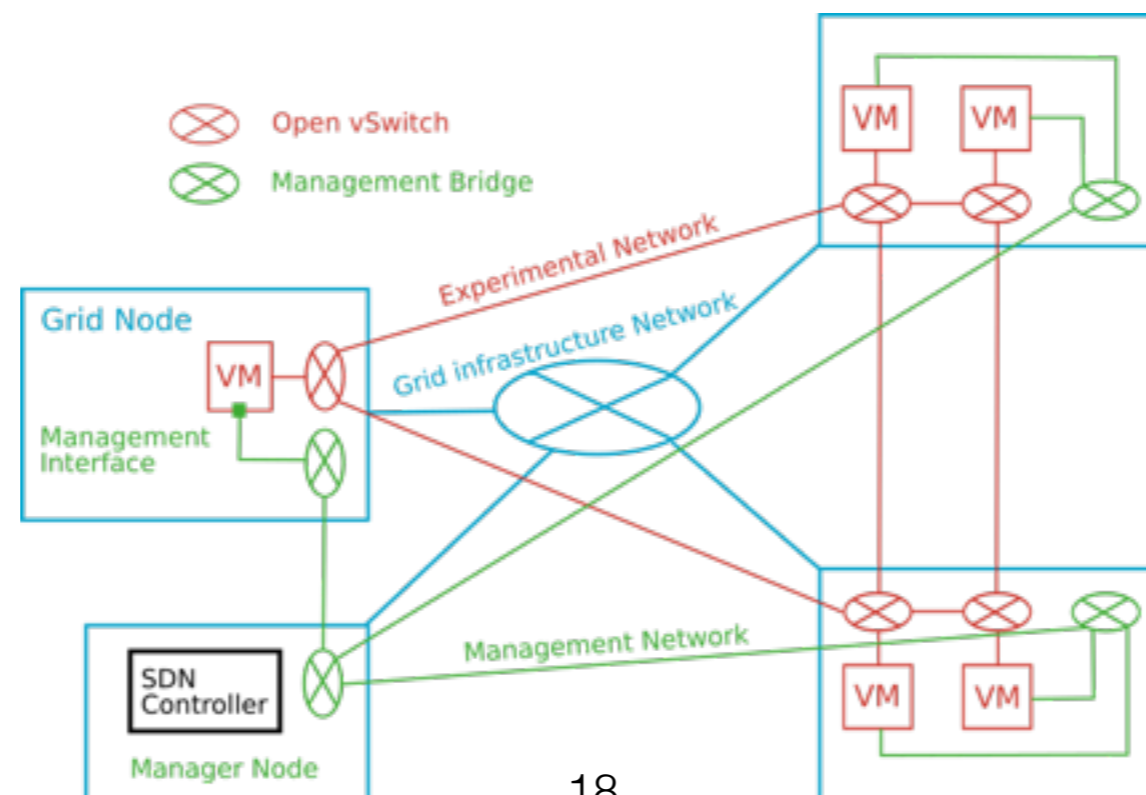 Open vSwitch
Management Bridge
VM
VM
Experimental Network
Grid Node
Grid infrastructure Network
VM
Management
Interface
Management Network
SDN
Controller
VM
VM
Manager Node
18